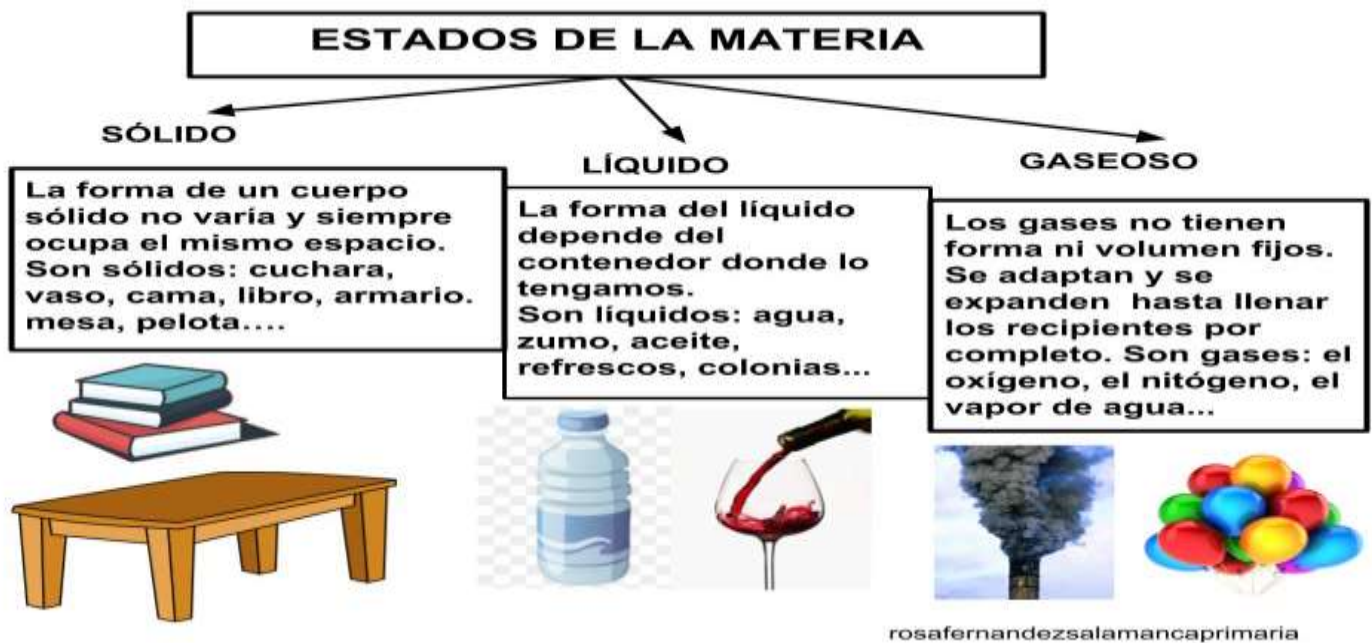 ESTADOS DE LA MATERIA
SÓLIDO
La forma de un cuerpo
sólido no varía y siempre
ocupa el mismo espacio.
Son sólidos: cuchara,
vaso, cama, libro, armario.
mesa, pelota....
LÍQUIDO
La forma del líquido
depende del
contenedor donde lo
tengamos.
Son líquidos: agua,
zumo, aceite,
refrescos, colonias...
GASEOSO
Los gases no tienen
forma ni volumen fijos.
Se adaptan y se
expanden hasta llenar
los recipientes por
completo. Son gases: el
oxígeno, el nitógeno, el
vapor de agua...
rosafernandezsalamancaprimaria